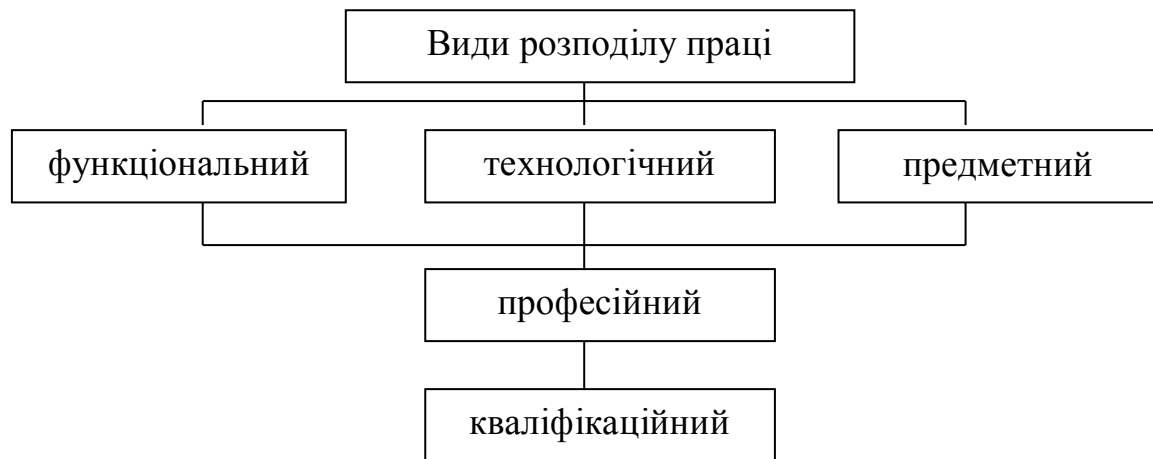 Види розподілу праці
функціональний
технологічний
предметний
професійний
кваліфікаційний